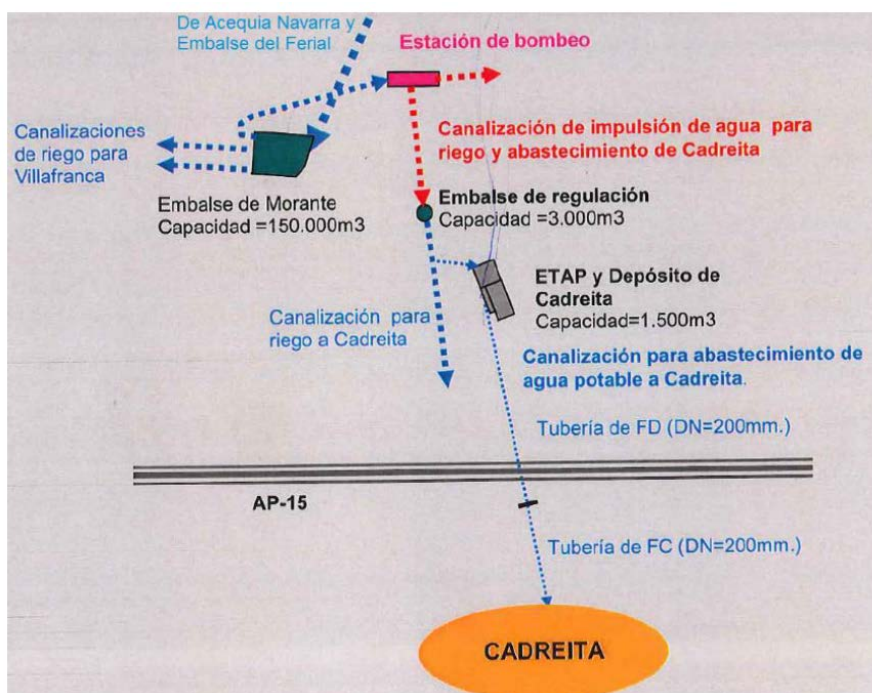 De Acequia Navarra y
Embalse del Ferial
Estación de bombeo
Canalizaciones
de riego para
Villafranca
Canalización de impulsión de agua para
riego y abastecimiento de Cadreita
Embalse de Morante
Capacidad =150.000m3
Embalse de regulación
Capacidad =3.000m3
ETAP y Depósito de
Cadreita
Capacidad=1.500m3
Canalización para
riego a Cadreita
Canalización para abastecimiento de
agua potable a Cadreita.
Tubería de FD (DN=200mm.)
AP-15
Tubería de FC (DN=200mm.)
CADREITA